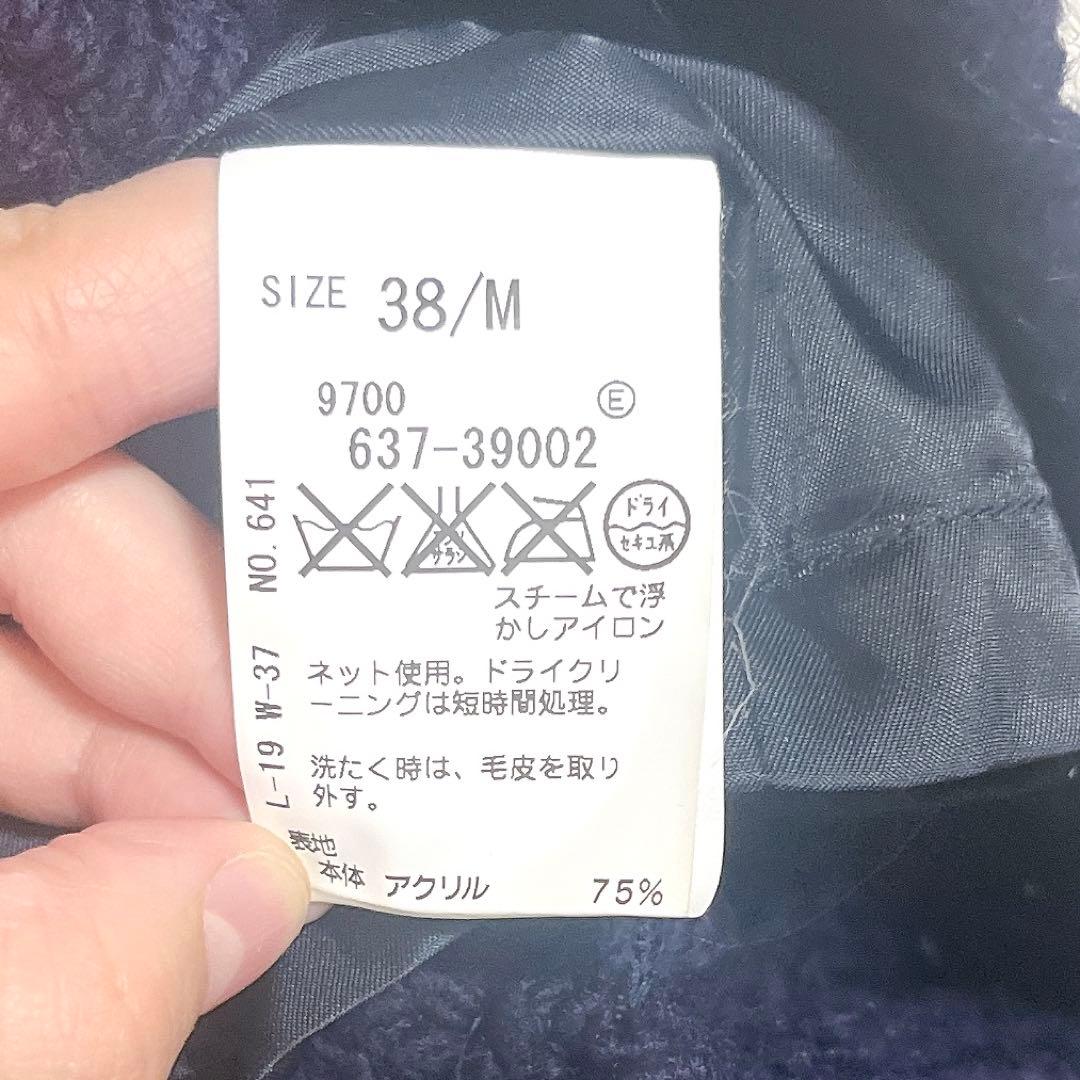 SIZE 38/M
9700 Ⓔ
637-39002
サラン
ドライ
セキユ系
スチームで浮
かしアイロン
ネット使用。ドライクリ
ーニングは短時間処理。
洗たく時は、毛皮を取り
外す。
表地
本体 アクリル 75%
L-19 W-37 NO.641